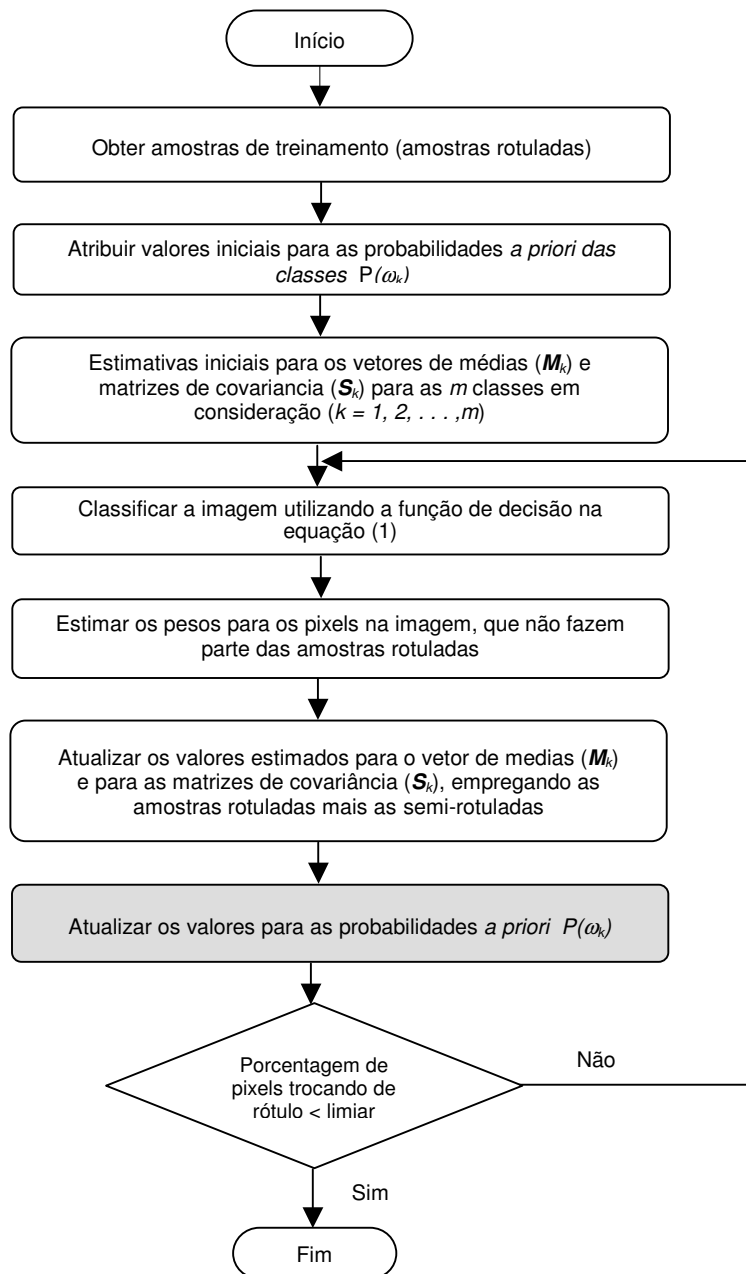 Início
Obter amostras de treinamento (amostras rotuladas)
Atribuir valores iniciais para as probabilidades a priori das
classes P(ωk)
Estimativas iniciais para os vetores de médias (Mk) e
matrizes de covariancia (Sk) para as m classes em
consideração (k = 1, 2, . . . ,m)
Classificar a imagem utilizando a função de decisão na
equação (1)
Estimar os pesos para os pixels na imagem, que não fazem
parte das amostras rotuladas
Atualizar os valores estimados para o vetor de medias (Mk)
e para as matrizes de covariância (Sk), empregando as
amostras rotuladas mais as semi-rotuladas
Atualizar os valores para as probabilidades a priori P(ωk)
Porcentagem de
pixels trocando de
rótulo < limiar
Não
Sim
Fim